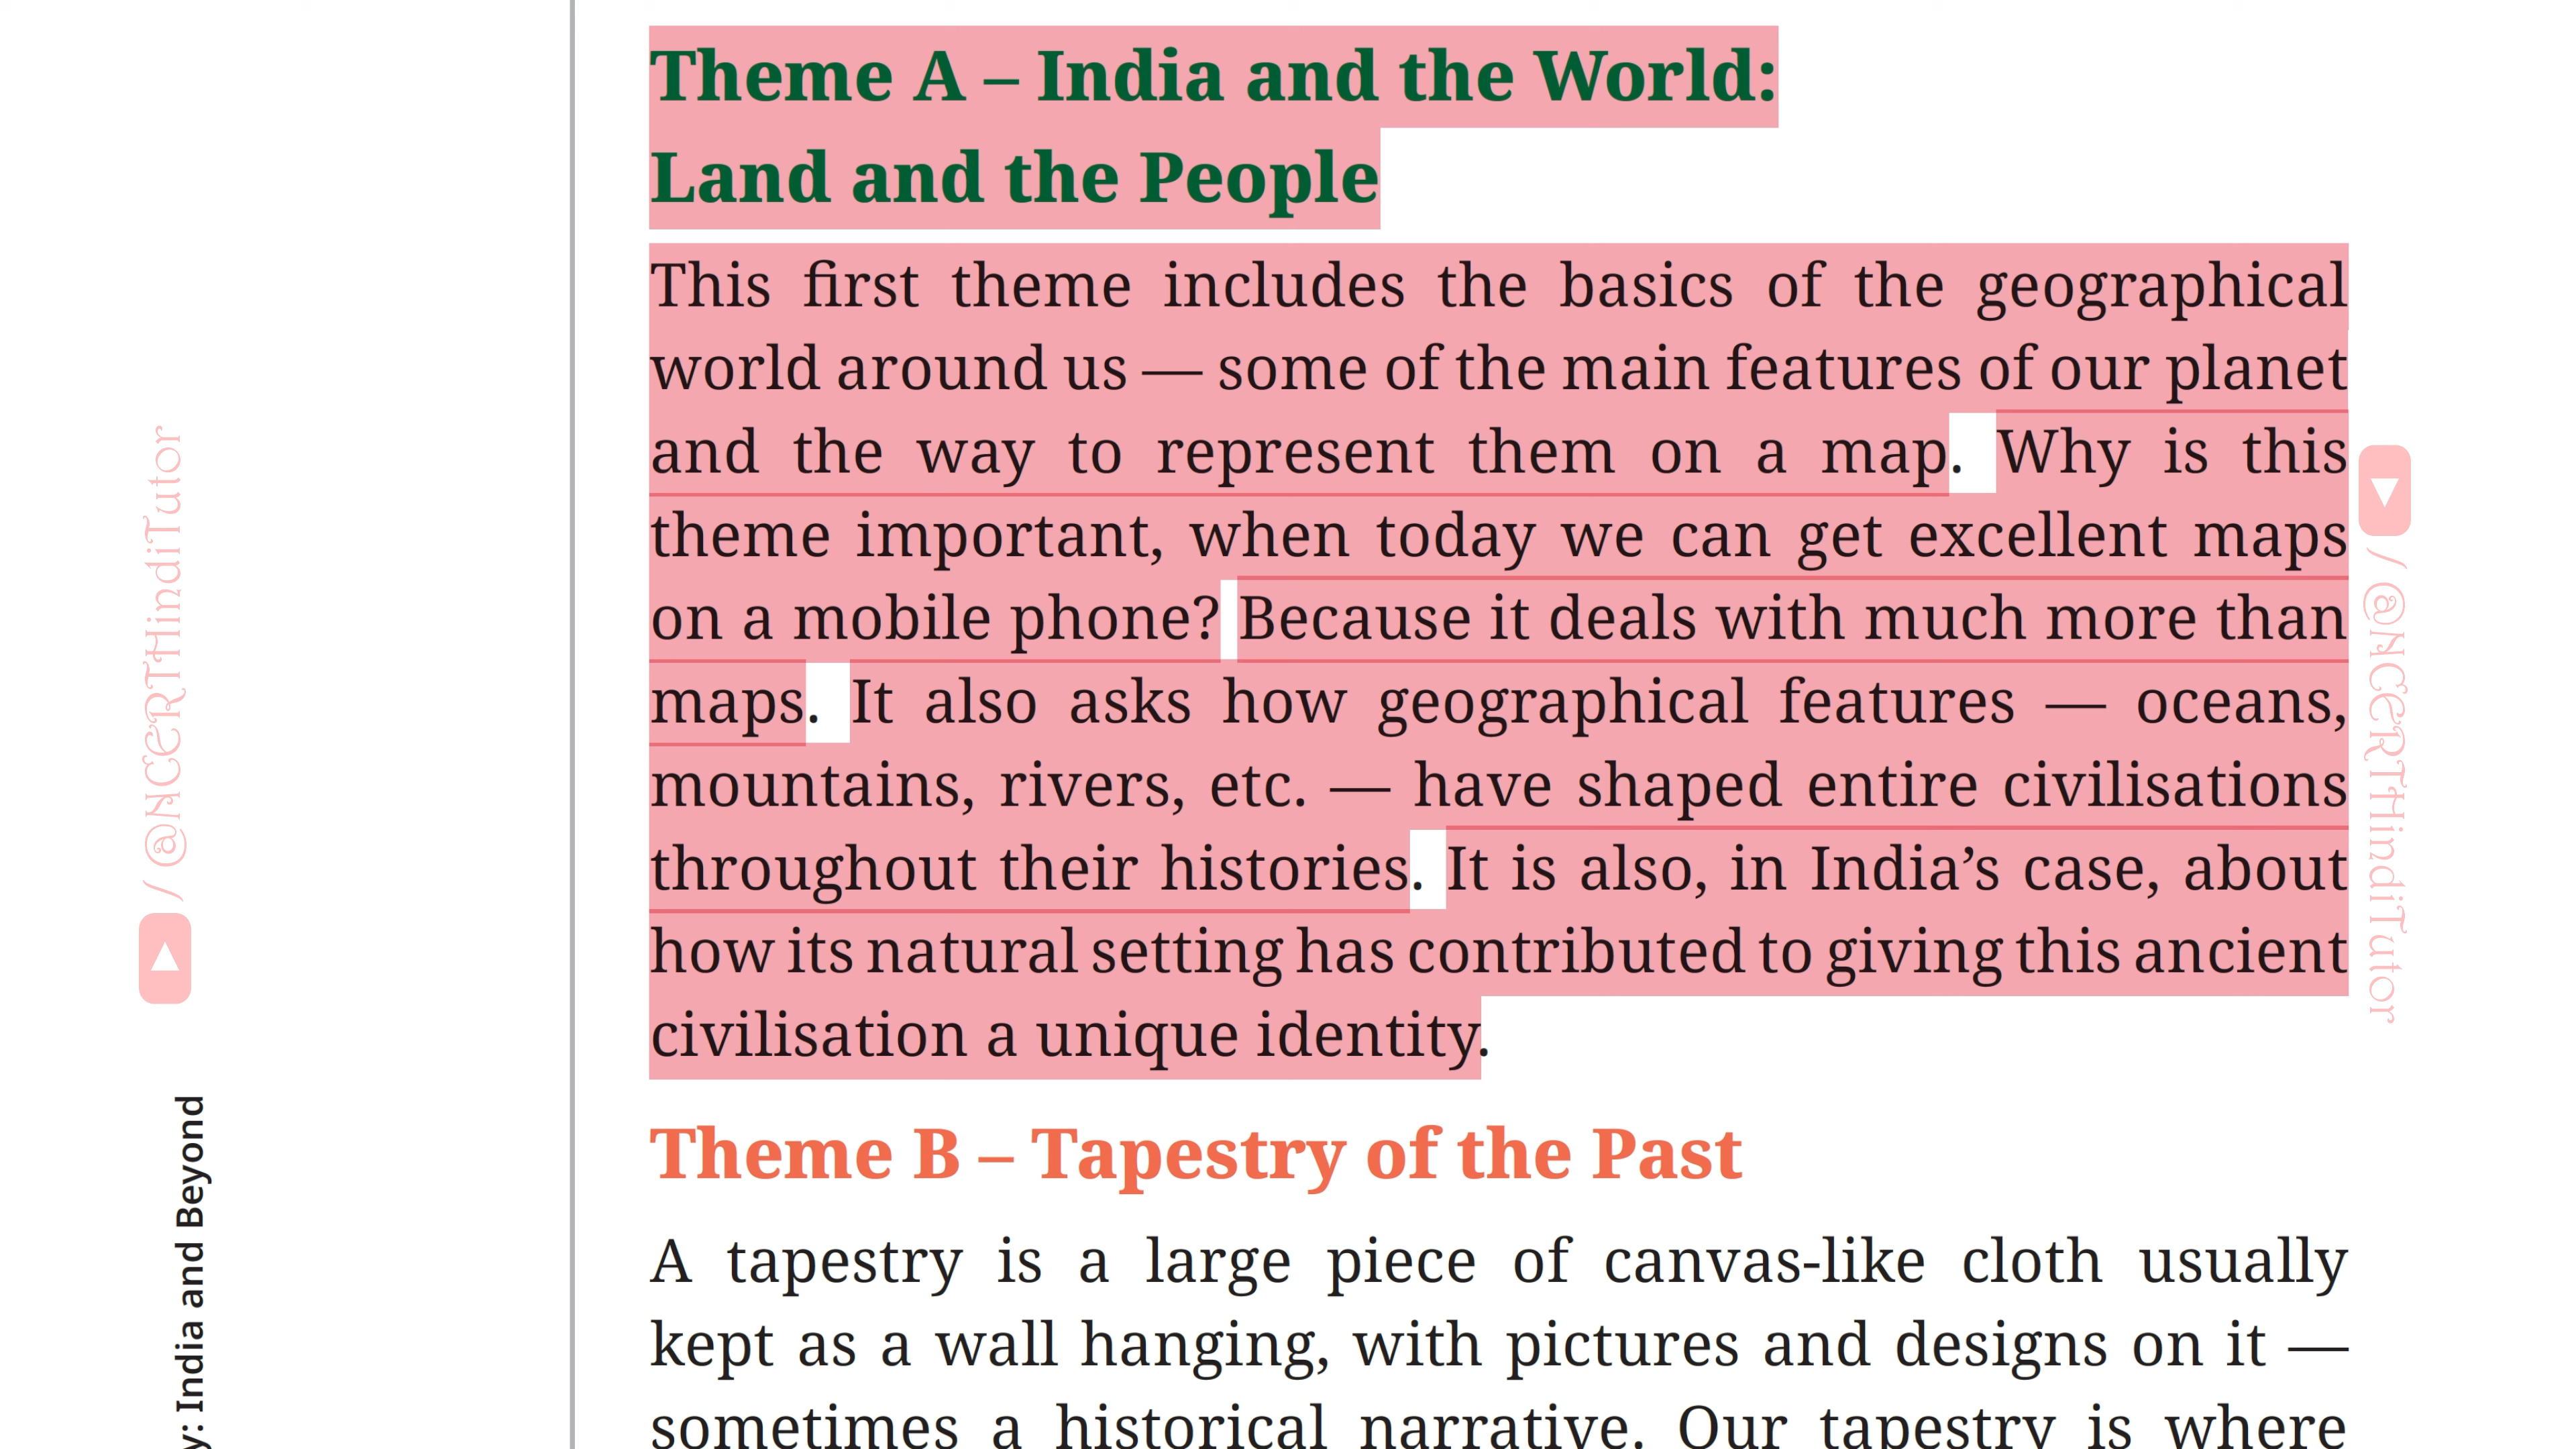 Theme A – India and the World:
Land and the People
This first theme includes the basics of the geographical
world around us — some of the main features of our planet
and the way to represent them on a map. Why is this
theme important, when today we can get excellent maps
on a mobile phone? Because it deals with much more than
maps. It also asks how geographical features — oceans,
mountains, rivers, etc. — have shaped entire civilisations
throughout their histories. It is also, in India’s case, about
how its natural setting has contributed to giving this ancient
civilisation a unique identity.
Theme B – Tapestry of the Past
A tapestry is a large piece of canvas-like cloth usually
kept as a wall hanging, with pictures and designs on it —
sometimes a historical narrative. Our tapestry is where
/ @NCERTHindiTutor
y: India and Beyond
/ @NCERTHindiTutor